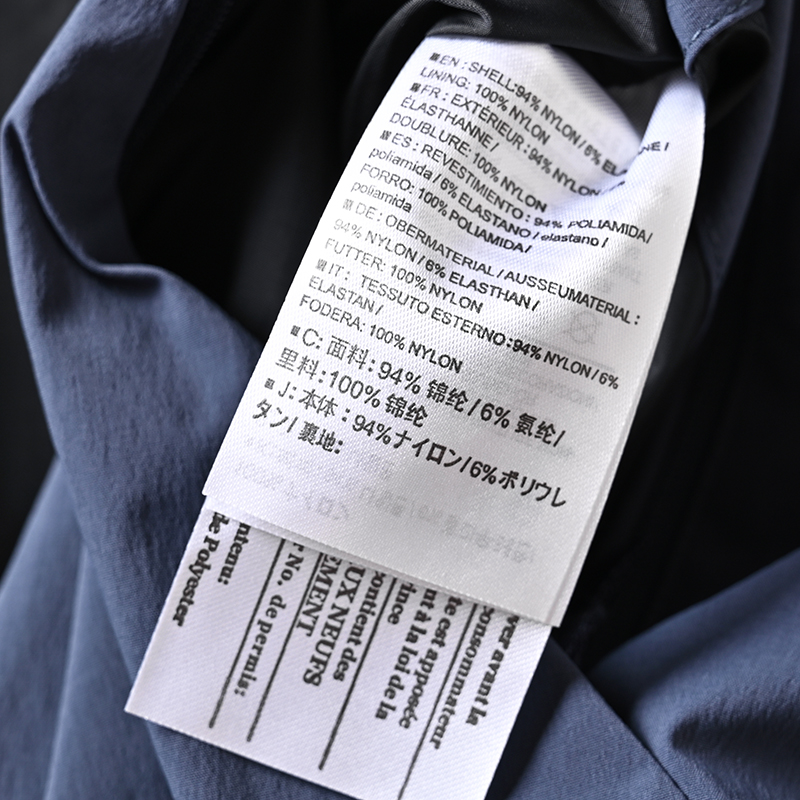 EN : SHELL:94% NYLON / 6%
LINING: 100% NYLON
FR : EXTÉRIEUR :94% NYLON
ÉLASTHANNE /
DOUBLURE: 100% NYLON
ES : REVESTIMIENTO : 94% POLIAMIDA/
poliamida / 6% ELASTANO / elastano /
FORRO: 100% POLIAMIDA/
poliamida
DE : OBERMATERIAL / AUSSEUMATERIAL :
94% NYLON / 6% ELASTHAN /
FUTTER: 100% NYLON
IT : TESSUTO ESTERNO:94% NYLON / 6%
ELASTAN /
FODERA: 100% NYLON
C: 面料: 94% 锦纶 / 6% 氨纶/
里料:100% 锦纶
J: 本体 : 94%ナイロン/6%ポリウレ
タン/ 裏地:
ver avant la
consommateur
le est apposée
nt à la loi de la
ince
contient des
UX NEUFS
EMENT
No. de permis:
ntenu:
de Polyester